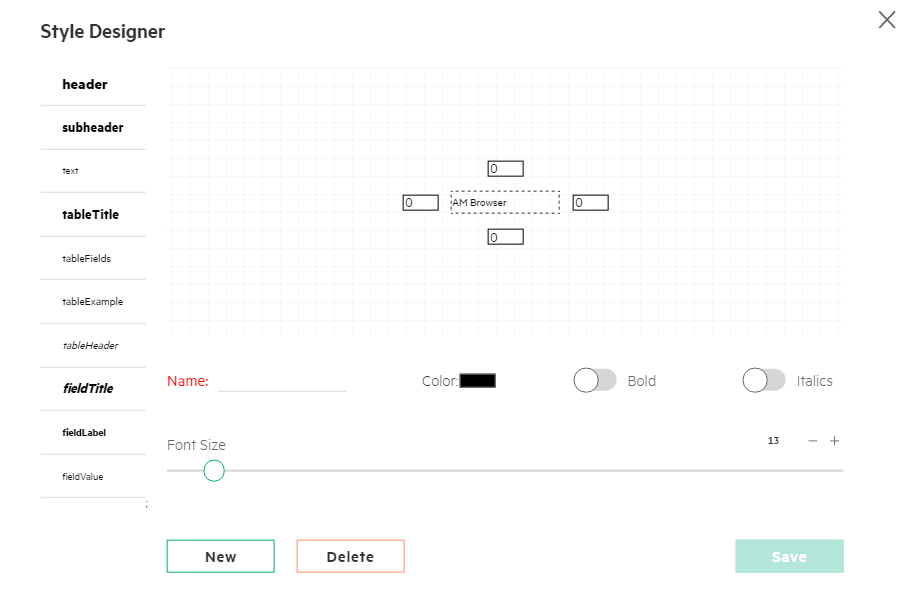 Style Designer
header
subheader
text
tableTitle
tableFields
tableExample
tableHeader
fieldTitle
fieldLabel
fieldValue
:
0
0 AM Browser 0
0
Name: Color: Bold Italics
Font Size 13 − +
New Delete Save